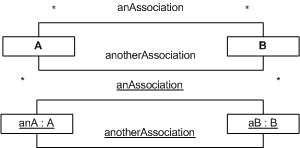 * anAssociation *
A B
anotherAssociation
* anAssociation *
anA : A aB : B
anotherAssociation